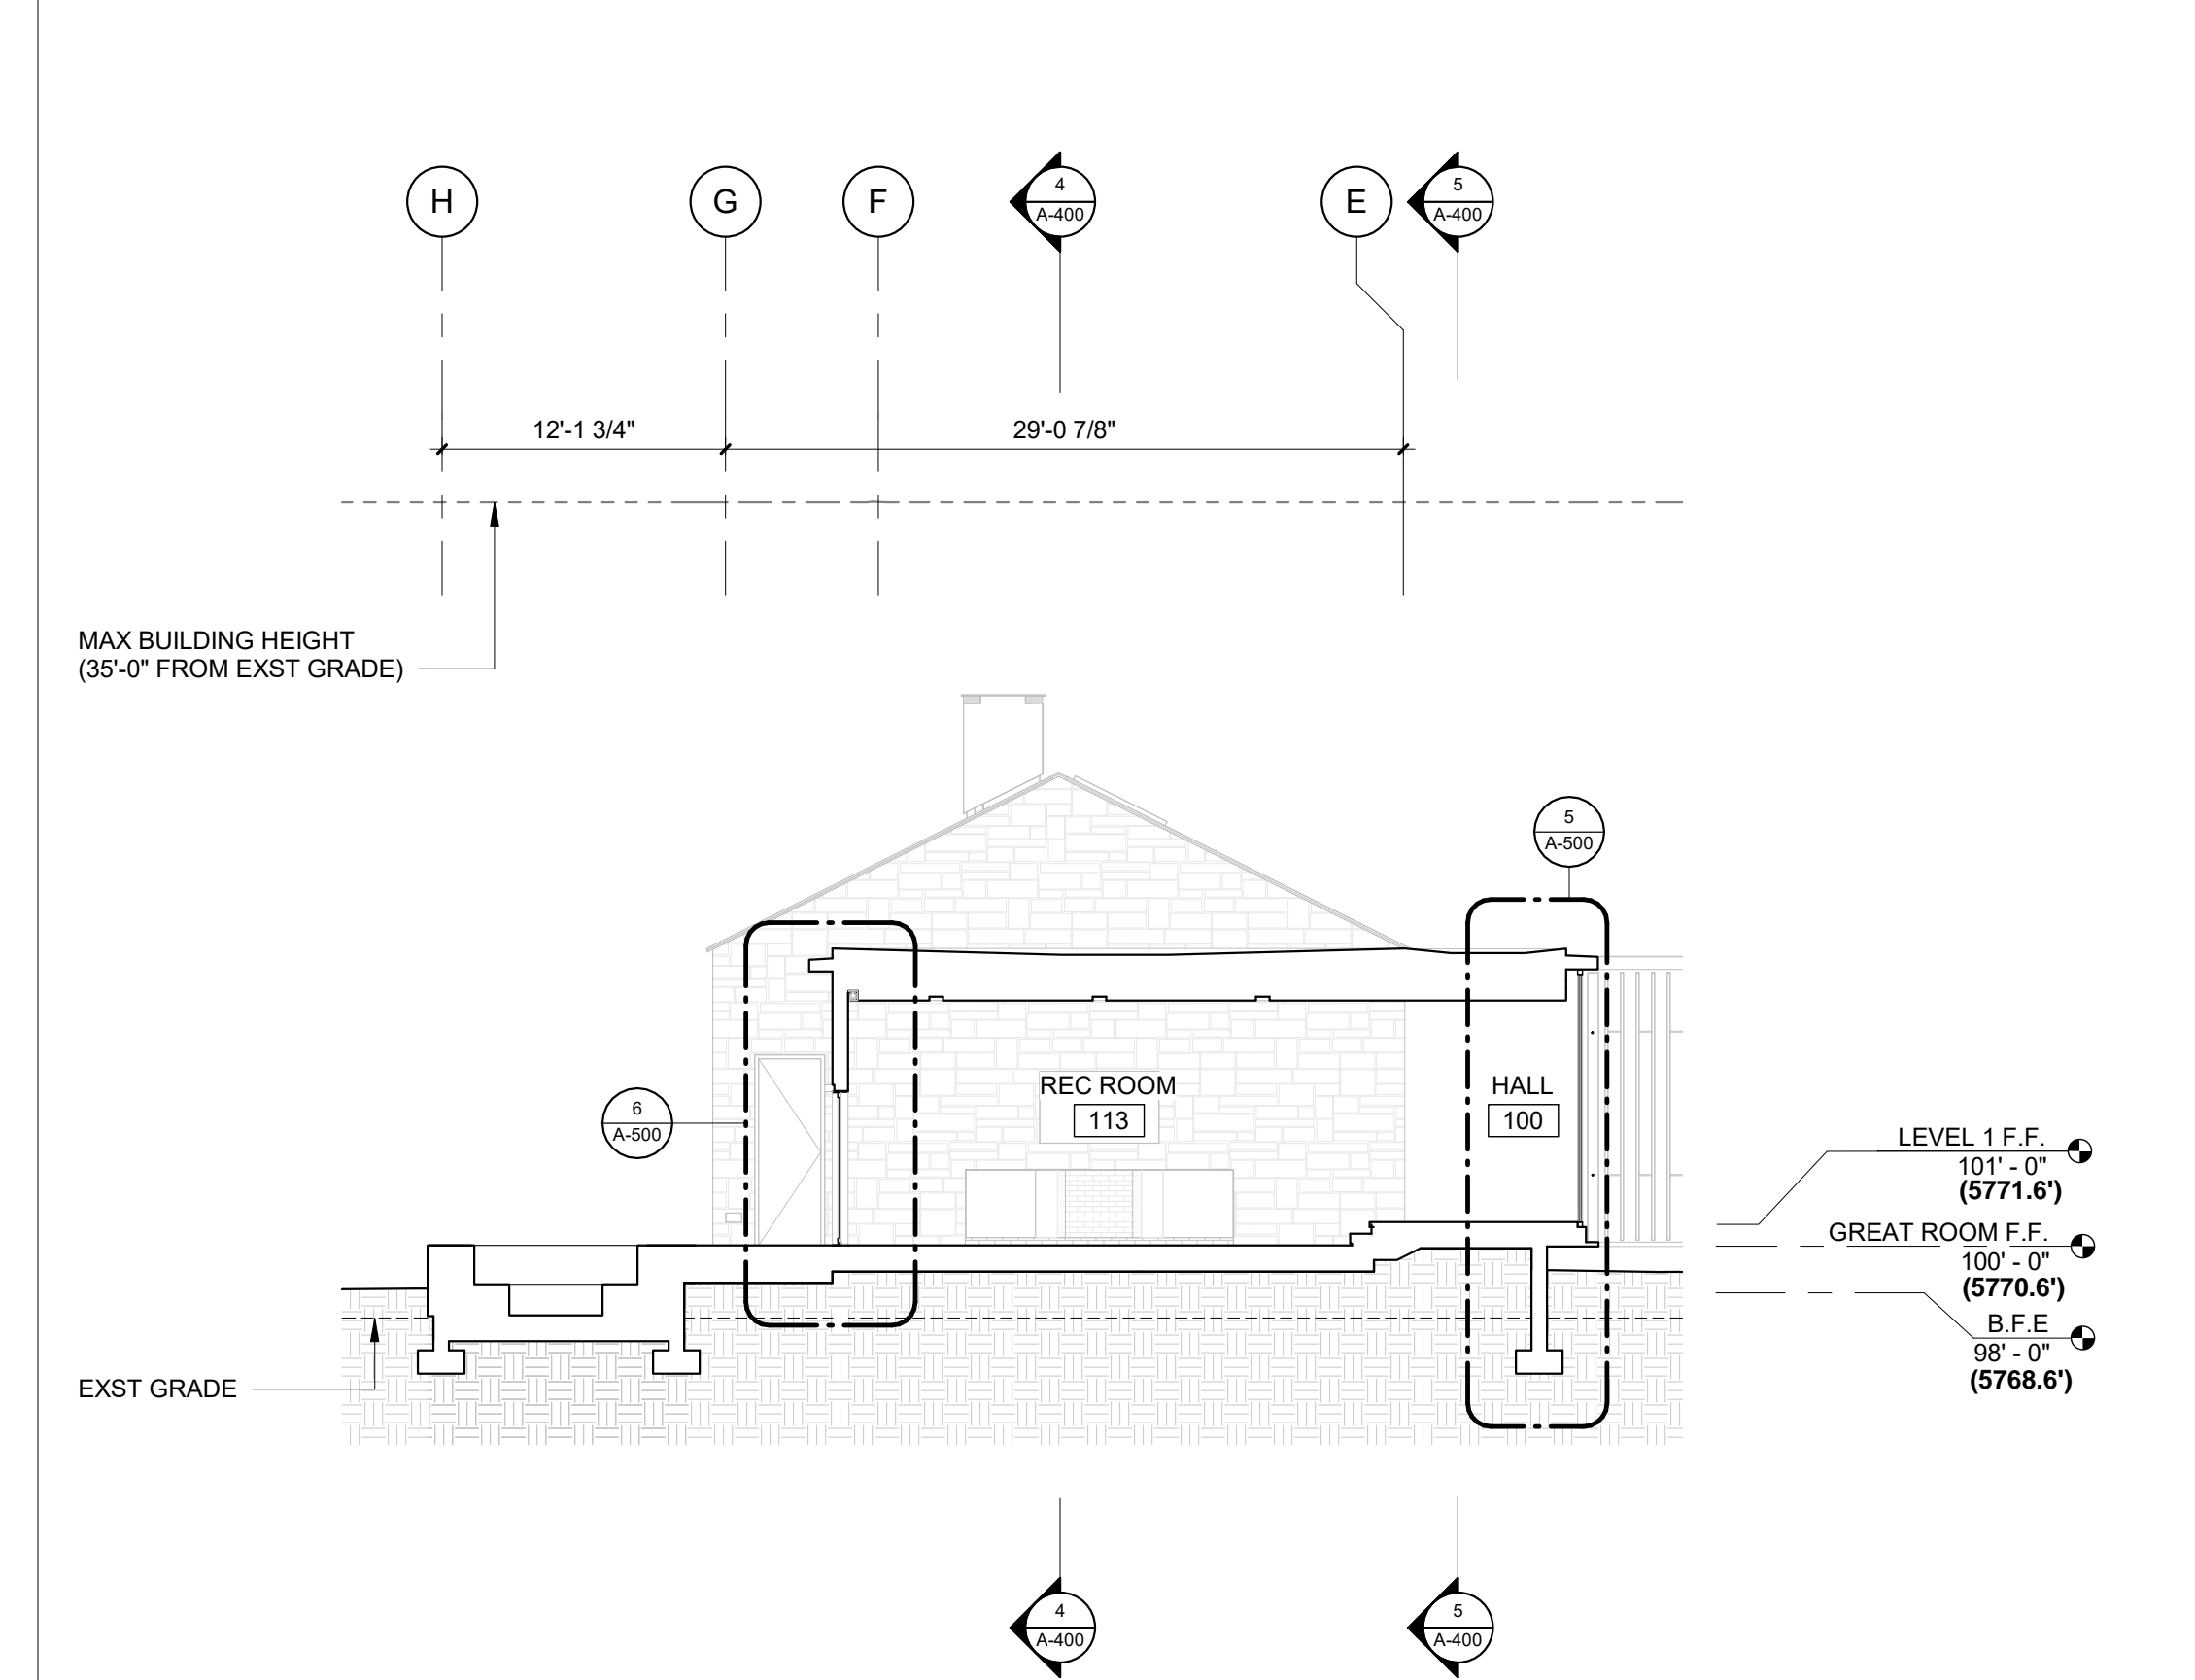 H
G
F
4
A-400
E
5
A-400
12'-1 3/4"
29'-0 7/8"
MAX BUILDING HEIGHT
(35'-0" FROM EXST GRADE)
5
A-500
REC ROOM
113
HALL
100
6
A-500
LEVEL 1 F.F.
101' - 0"
(5771.6')
GREAT ROOM F.F.
100' - 0"
(5770.6')
B.F.E
98' - 0"
(5768.6')
EXST GRADE
4
A-400
5
A-400